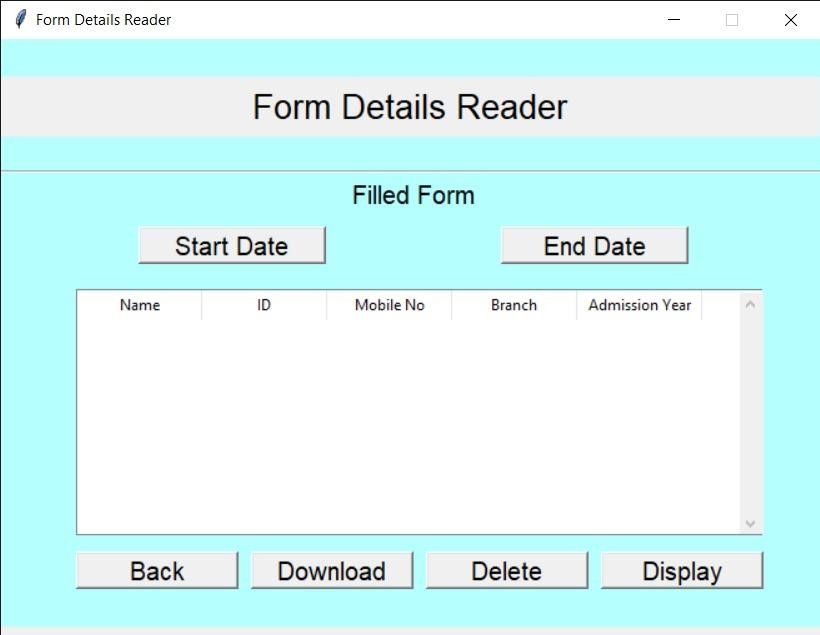 Form Details Reader
Form Details Reader
Filled Form
Start Date End Date
Name ID Mobile No Branch Admission Year
Back Download Delete Display